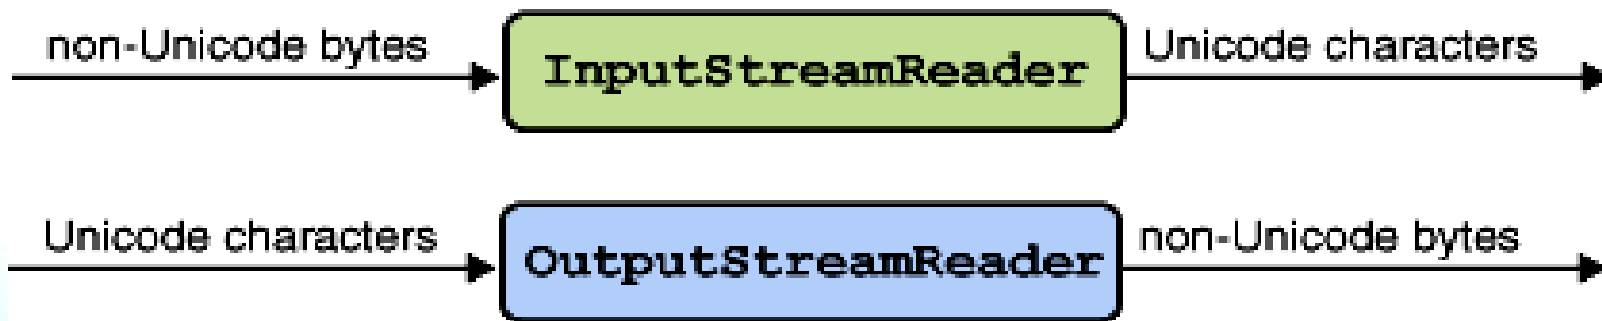 non-Unicode bytes InputStreamReader Unicode characters
Unicode characters OutputStreamReader non-Unicode bytes